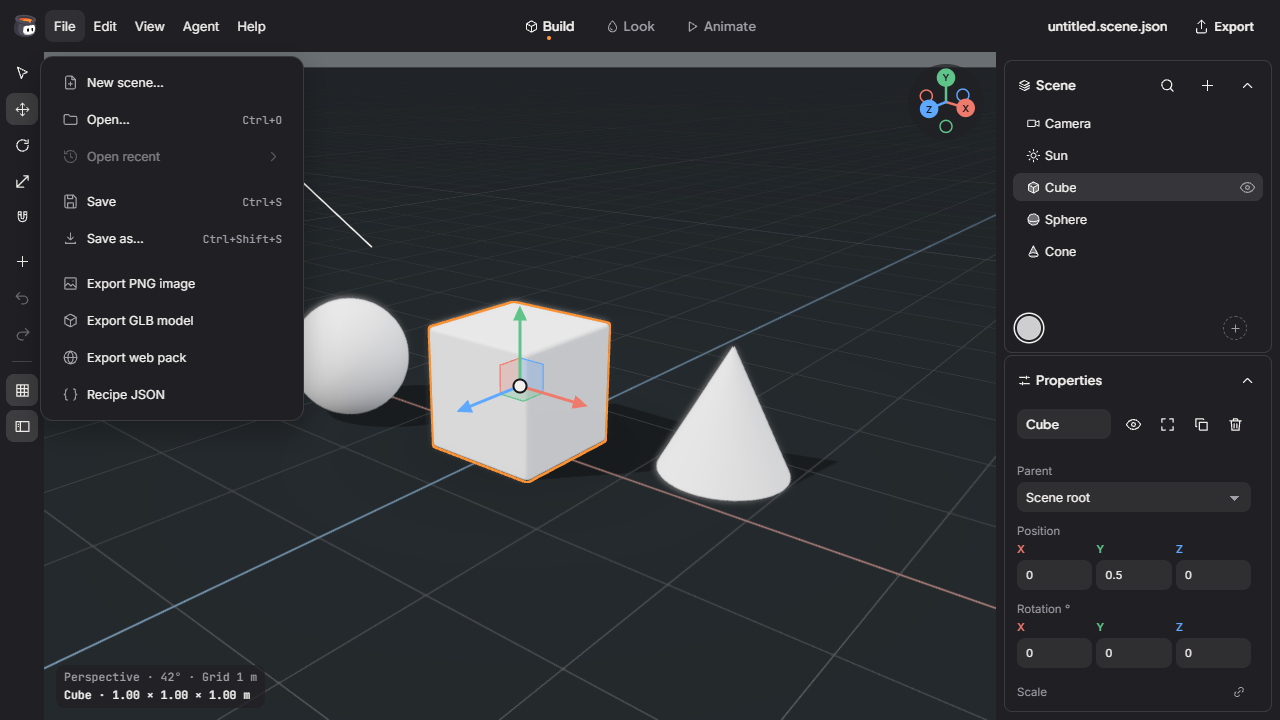 File Edit View Agent Help
Build Look Animate
untitled.scene.json Export
New scene...
Open... Ctrl+O
Open recent
Save Ctrl+S
Save as... Ctrl+Shift+S
Export PNG image
Export GLB model
Export web pack
Recipe JSON
Y
Z X
Perspective · 42° · Grid 1 m
Cube · 1.00 × 1.00 × 1.00 m
Scene
Camera
Sun
Cube
Sphere
Cone
Properties
Cube
Parent
Scene root
Position
X Y Z
0 0.5 0
Rotation °
X Y Z
0 0 0
Scale